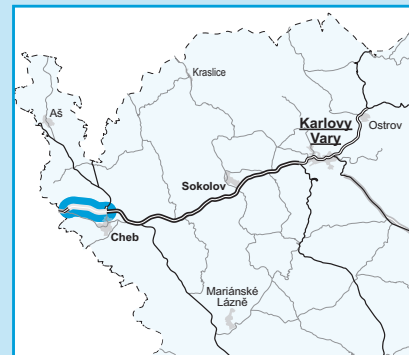 Kraslice
Aš
Karlovy
Vary
Ostrov
Sokolov
Cheb
Mariánské
Lázně